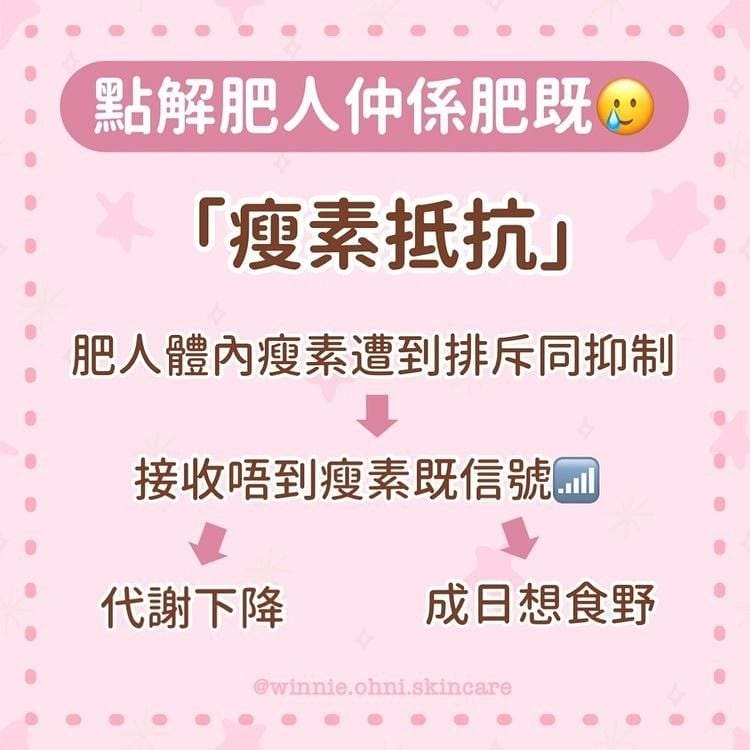 點解肥人仲係肥既🥲
「瘦素抵抗」
肥人體內瘦素遭到排斥同抑制
接收唔到瘦素既信號📶
代謝下降
成日想食野
@winnie.ohni.skincare